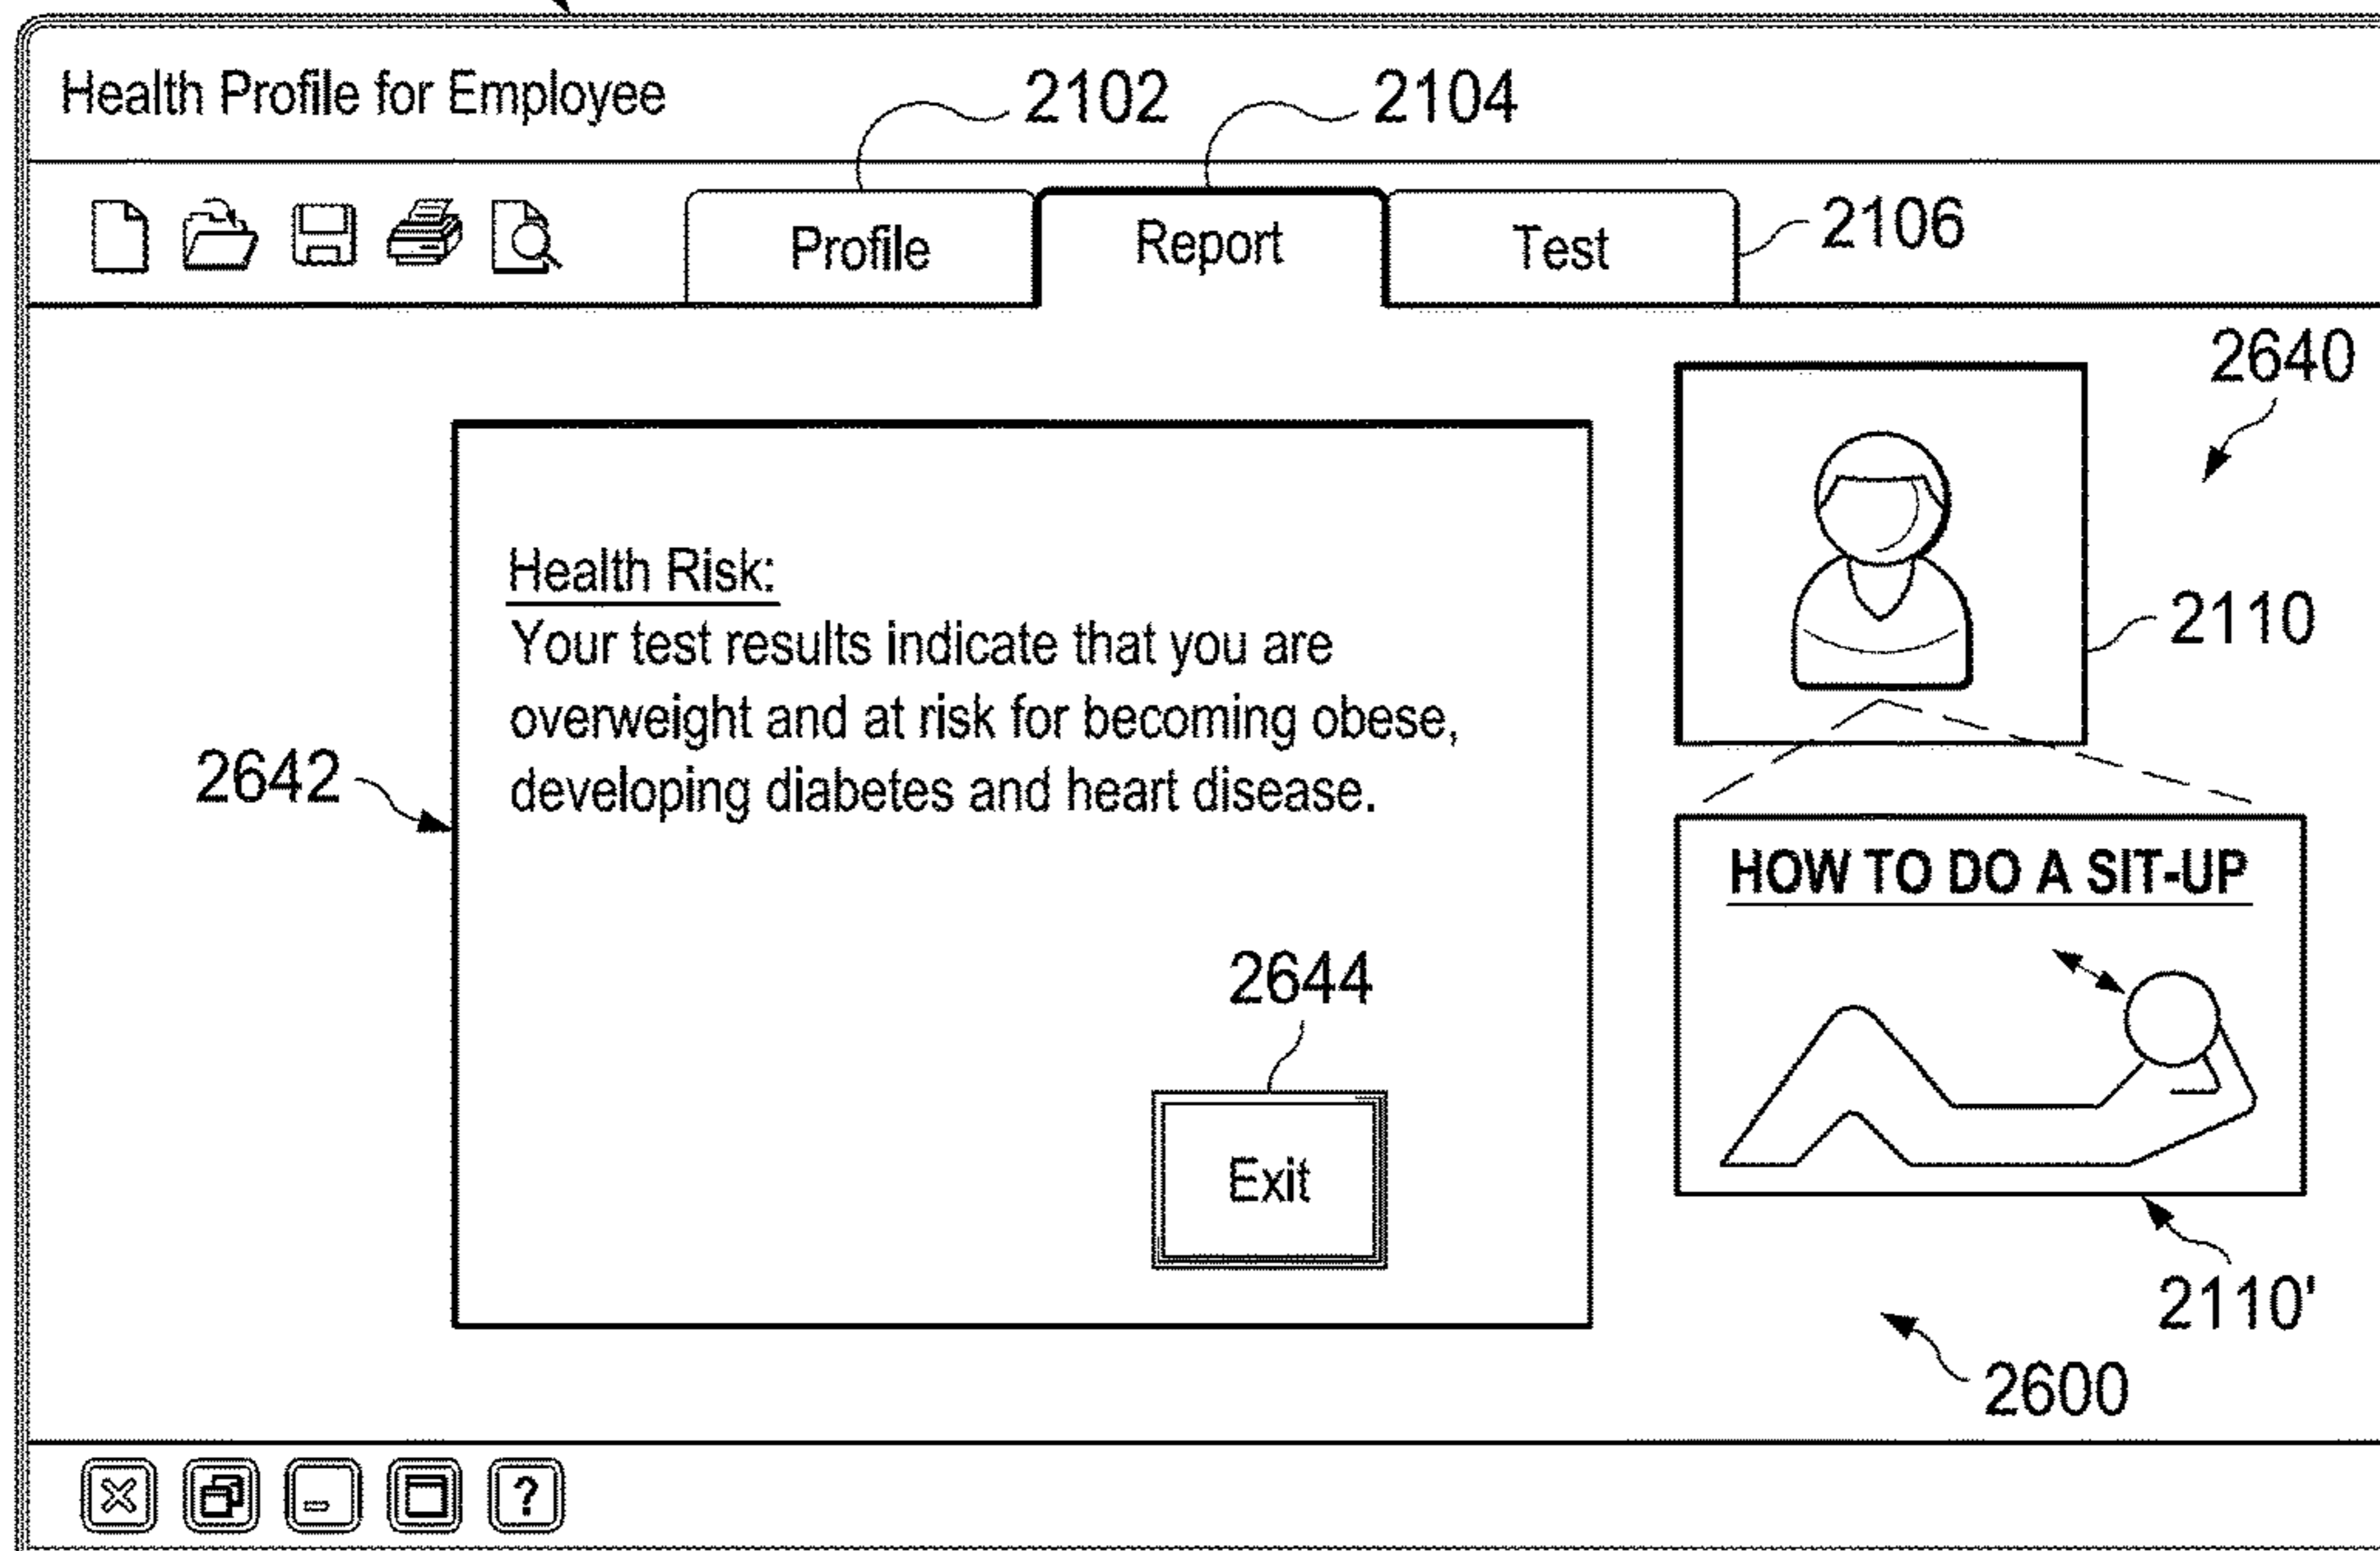 Health Profile for Employee
2102
2104
Profile
Report
Test
2106
2640
2110
Health Risk:
Your test results indicate that you are
overweight and at risk for becoming obese,
developing diabetes and heart disease.
2642
HOW TO DO A SIT-UP
2644
Exit
2110'
2600
?